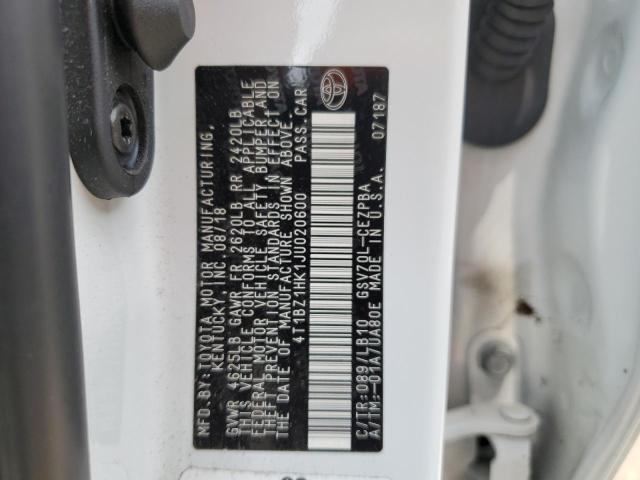 MFD. BY: TOYOTA MOTOR MANUFACTURING,
KENTUCKY INC. 08/18
GVWR 4625LB GAWR FR 2620LB RR 2420LB
THIS VEHICLE CONFORMS TO ALL APPLICABLE
FEDERAL MOTOR VEHICLE SAFETY BUMPER AND
THEFT PREVENTION STANDARDS IN EFFECT ON
THE DATE OF MANUFACTURE SHOWN ABOVE.
4T1BZ1HK1JU020600 PASS. CAR
C/TR:089/LB10 GSV70L-CEZPBA
A/TM:-01A/UA80E MADE IN U.S.A. 07187